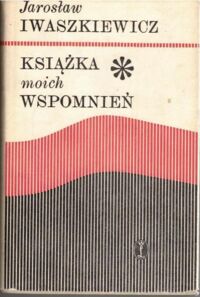 Jarosław
IWASZKIEWICZ
KSIĄŻKA
moich
WSPOMNIEŃ